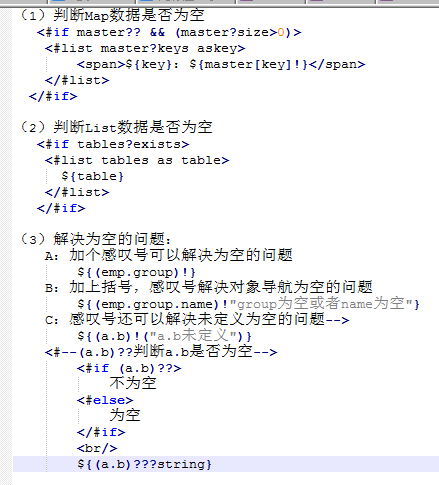 （1）判断Map数据是否为空
<#if master?? && (master?size>0)>
<#list master?keys askey>
<span>${key}: ${master[key]!}</span>
</#list>
</#if>
（2）判断List数据是否为空
<#if tables?exists>
<#list tables as table>
${table}
</#list>
</#if>
（3）解决为空的问题:
A: 加个感叹号可以解决为空的问题
${(emp.group)!}
B: 加上括号，感叹号解决对象导航为空的问题
${(emp.group.name)!"group为空或者name为空"}
C: 感叹号还可以解决未定义为空的问题-->
${(a.b)!("a.b未定义")}
<#--(a.b)??判断a.b是否为空-->
<#if (a.b)??>
不为空
<#else>
为空
</#if>
<br/>
${(a.b)???string}